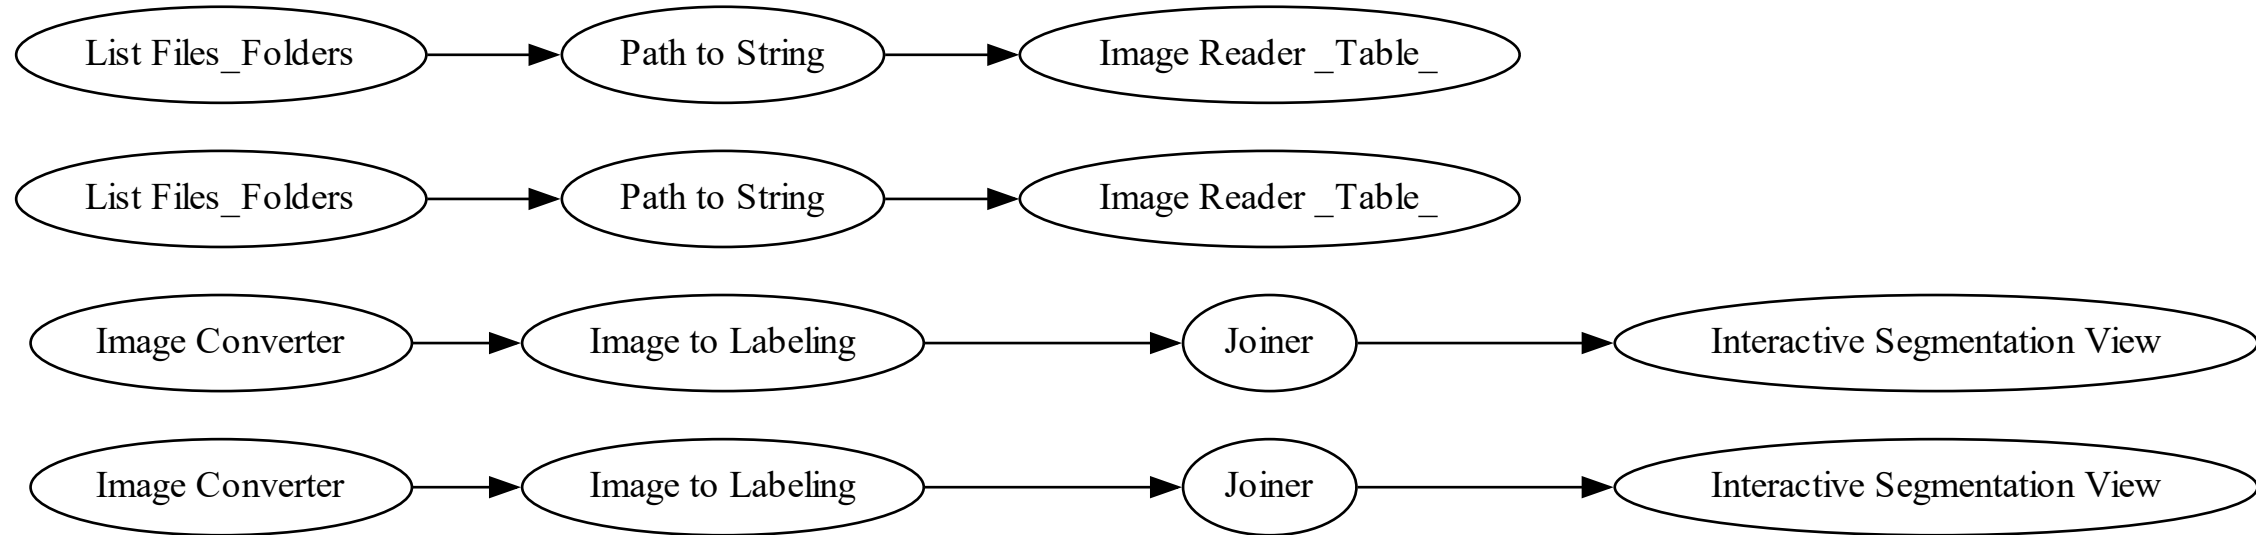 List Files_Folders Path to String Image Reader _Table_
List Files_Folders Path to String Image Reader _Table_
Image Converter Image to Labeling Joiner Interactive Segmentation View
Image Converter Image to Labeling Joiner Interactive Segmentation View